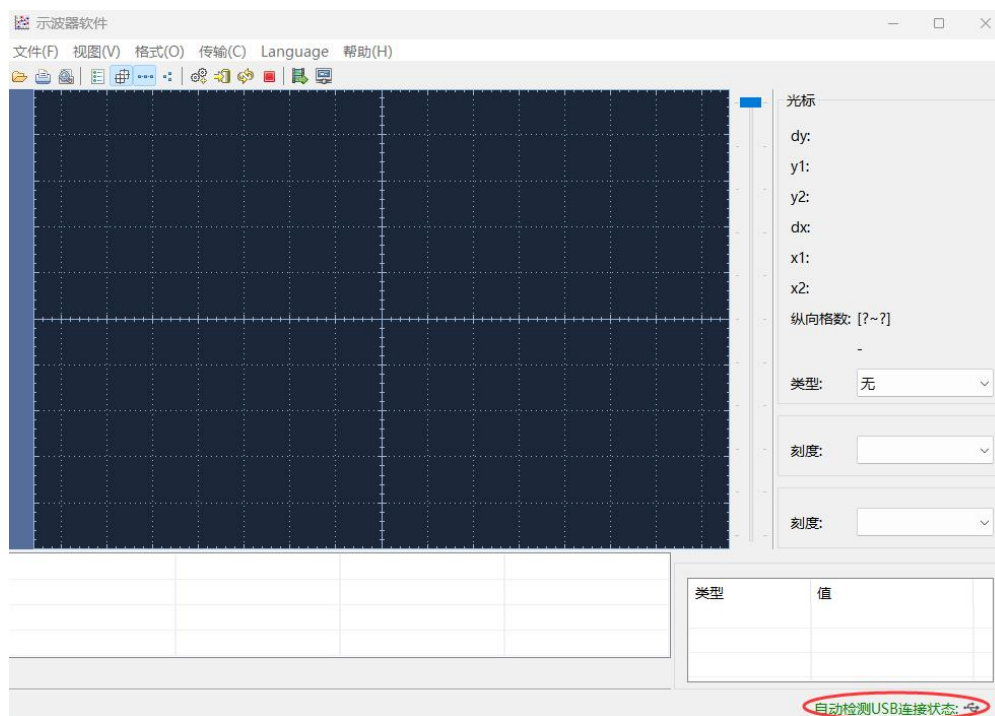 示波器软件
文件(F) 视图(V) 格式(O) 传输(C) Language 帮助(H)
光标
dy:
y1:
y2:
dx:
x1:
x2:
纵向格数: [?~?]
-
类型: 无
刻度:
刻度:
类型 值
自动检测USB连接状态: